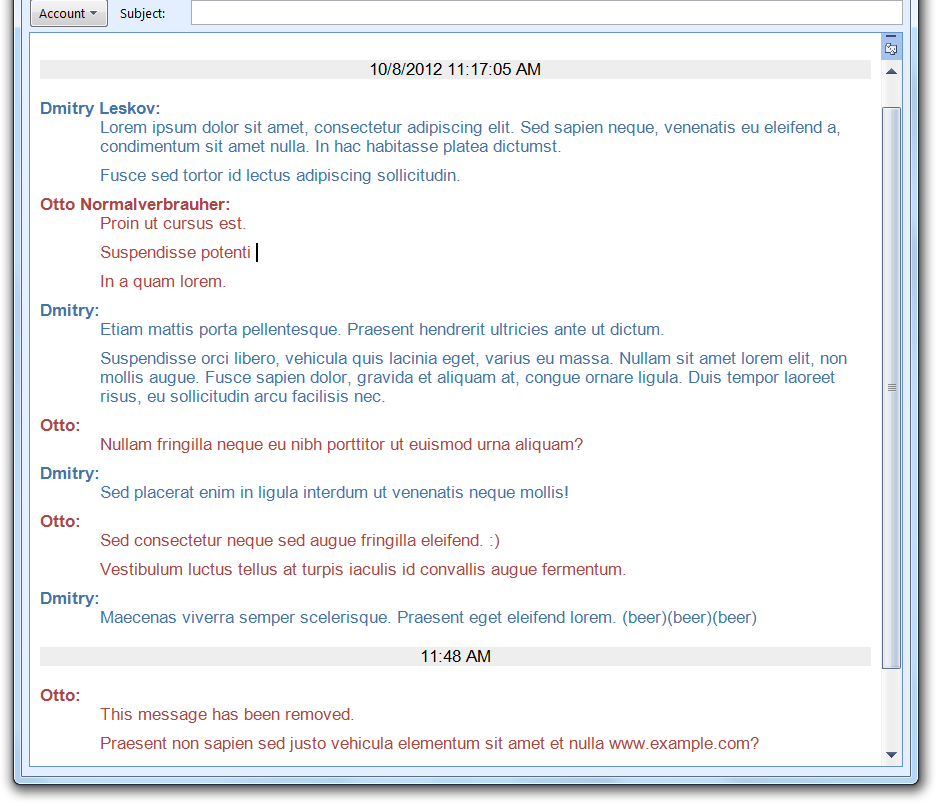 Account Subject:
10/8/2012 11:17:05 AM
Dmitry Leskov:
Lorem ipsum dolor sit amet, consectetur adipiscing elit. Sed sapien neque, venenatis eu eleifend a,
condimentum sit amet nulla. In hac habitasse platea dictumst.
Fusce sed tortor id lectus adipiscing sollicitudin.
Otto Normalverbrauher:
Proin ut cursus est.
Suspendisse potenti
In a quam lorem.
Dmitry:
Etiam mattis porta pellentesque. Praesent hendrerit ultricies ante ut dictum.
Suspendisse orci libero, vehicula quis lacinia eget, varius eu massa. Nullam sit amet lorem elit, non
mollis augue. Fusce sapien dolor, gravida et aliquam at, congue ornare ligula. Duis tempor laoreet
risus, eu sollicitudin arcu facilisis nec.
Otto:
Nullam fringilla neque eu nibh porttitor ut euismod urna aliquam?
Dmitry:
Sed placerat enim in ligula interdum ut venenatis neque mollis!
Otto:
Sed consectetur neque sed augue fringilla eleifend. :)
Vestibulum luctus tellus at turpis iaculis id convallis augue fermentum.
Dmitry:
Maecenas viverra semper scelerisque. Praesent eget eleifend lorem. (beer)(beer)(beer)
11:48 AM
Otto:
This message has been removed.
Praesent non sapien sed justo vehicula elementum sit amet et nulla www.example.com?